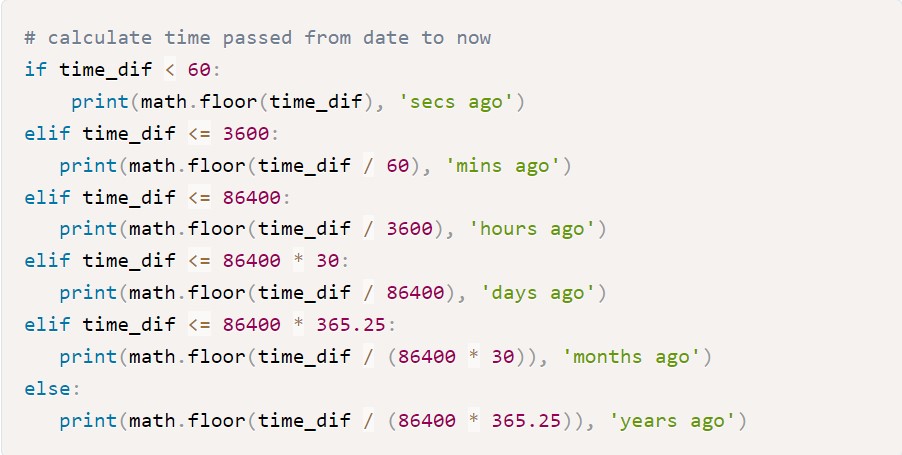 # calculate time passed from date to now
if time_dif < 60:
    print(math.floor(time_dif), 'secs ago')
elif time_dif <= 3600:
   print(math.floor(time_dif / 60), 'mins ago')
elif time_dif <= 86400:
   print(math.floor(time_dif / 3600), 'hours ago')
elif time_dif <= 86400 * 30:
   print(math.floor(time_dif / 86400), 'days ago')
elif time_dif <= 86400 * 365.25:
   print(math.floor(time_dif / (86400 * 30)), 'months ago')
else:
   print(math.floor(time_dif / (86400 * 365.25)), 'years ago')